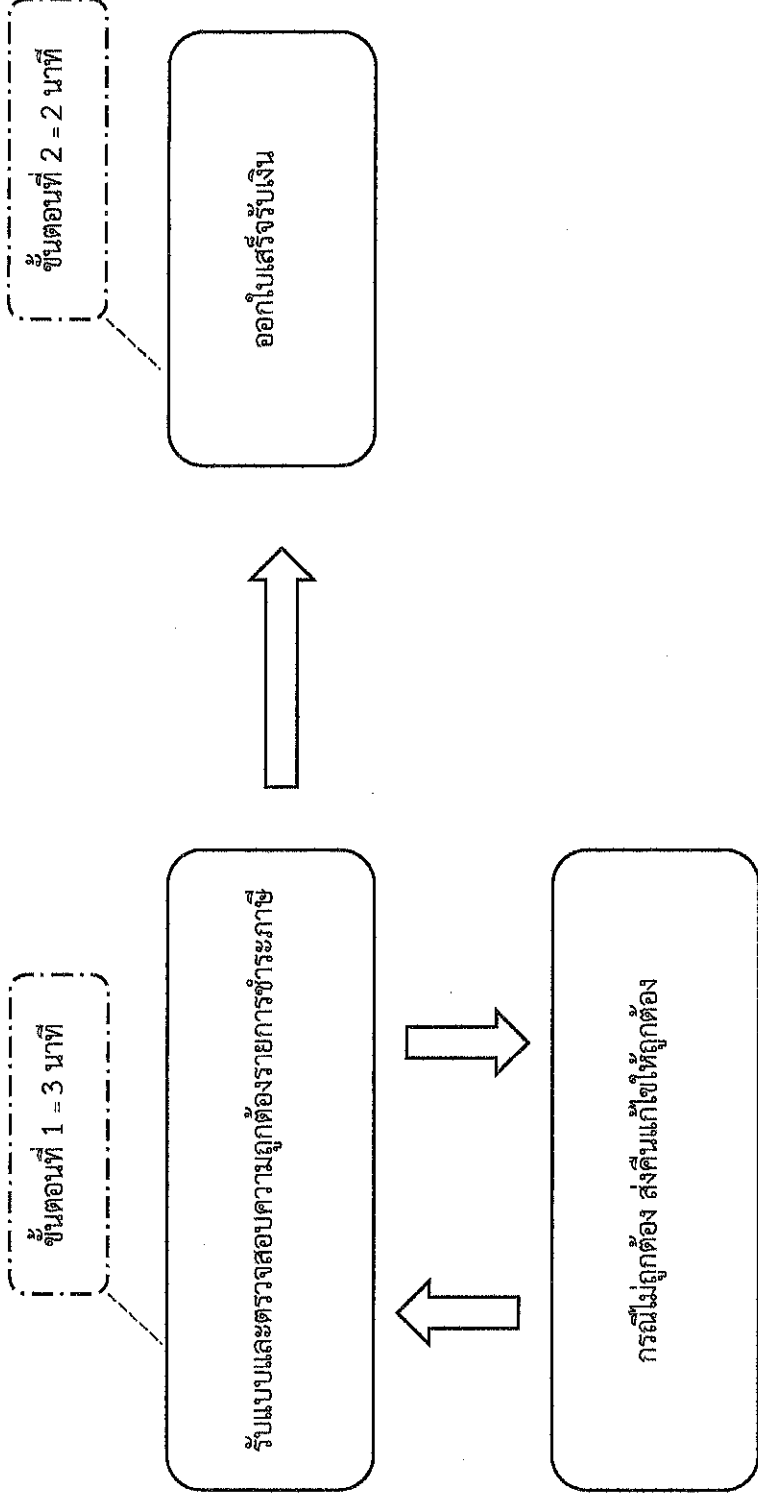 ขั้นตอนที่ 1 = 3 นาที
รับแบบและตรวจสอบความถูกต้องรายการชำระภาษี
กรณีไม่ถูกต้อง ส่งคืนแก้ไขให้ถูกต้อง
ขั้นตอนที่ 2 = 2 นาที
ออกใบเสร็จรับเงิน